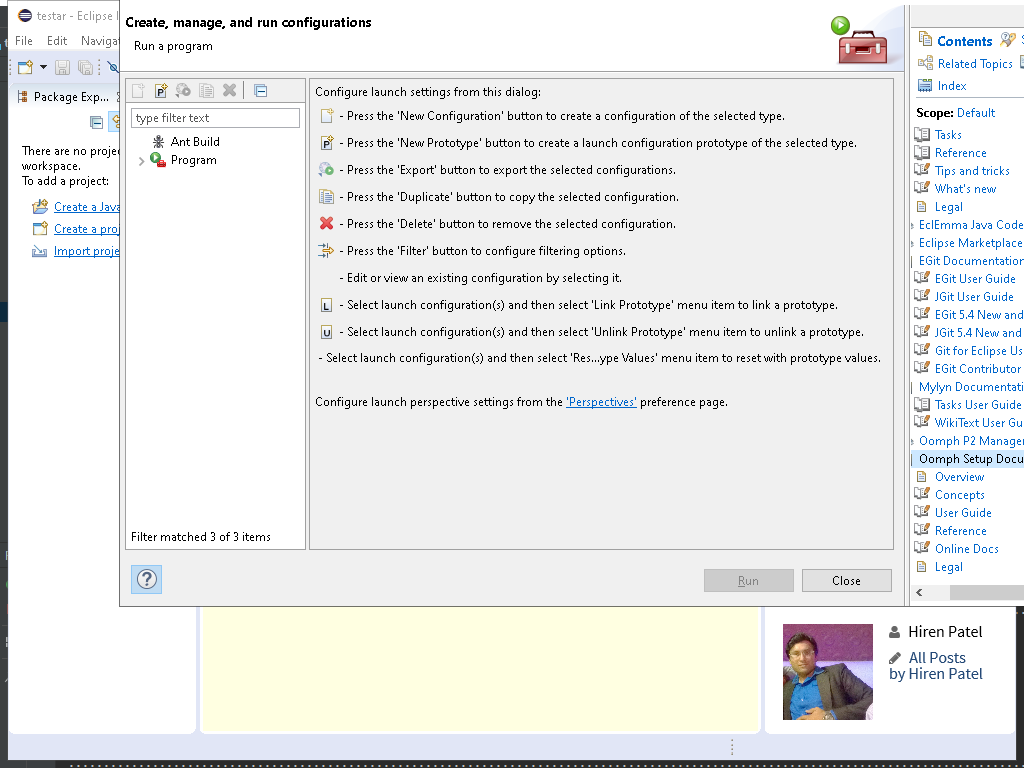 testar - Eclipse I
File Edit Navigat
Package Exp...
There are no projec
workspace.
To add a project:
Create a Java
Create a proj
Import proje
Create, manage, and run configurations
Run a program
type filter text
Ant Build
Program
Filter matched 3 of 3 items
Configure launch settings from this dialog:
- Press the 'New Configuration' button to create a configuration of the selected type.
- Press the 'New Prototype' button to create a launch configuration prototype of the selected type.
- Press the 'Export' button to export the selected configurations.
- Press the 'Duplicate' button to copy the selected configuration.
- Press the 'Delete' button to remove the selected configuration.
- Press the 'Filter' button to configure filtering options.
- Edit or view an existing configuration by selecting it.
- Select launch configuration(s) and then select 'Link Prototype' menu item to link a prototype.
- Select launch configuration(s) and then select 'Unlink Prototype' menu item to unlink a prototype.
- Select launch configuration(s) and then select 'Res...ype Values' menu item to reset with prototype values.
Configure launch perspective settings from the 'Perspectives' preference page.
Run
Close
Contents
Related Topics
Index
Scope: Default
Tasks
Reference
Tips and tricks
What's new
Legal
EclEmma Java Code
Eclipse Marketplace
EGit Documentation
EGit User Guide
JGit User Guide
EGit 5.4 New and
JGit 5.4 New and
Git for Eclipse Us
EGit Contributor
Mylyn Documentati
Tasks User Guide
WikiText User Gu
Oomph P2 Manager
Oomph Setup Docu
Overview
Concepts
User Guide
Reference
Online Docs
Legal
Hiren Patel
All Posts
by Hiren Patel